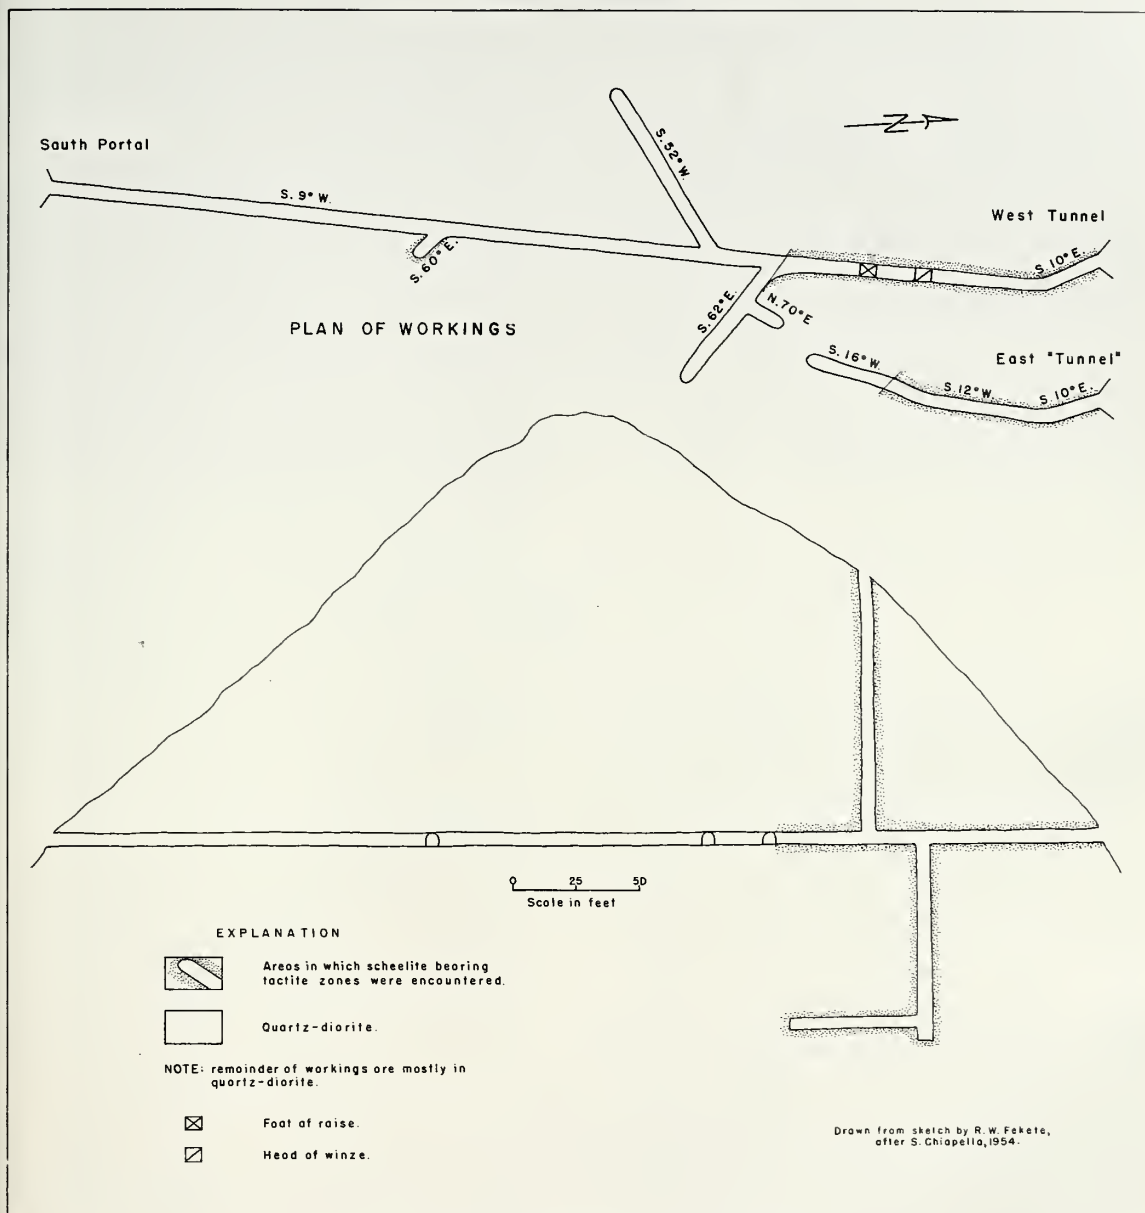 South Portal
S. 9° W.
S. 60° E.
S. 52° W.
N
West Tunnel
S. 10° E.
S. 62° E.
N. 70° E
PLAN OF WORKINGS
East "Tunnel"
S. 16° W.
S. 12° W.
S. 10° E.
0 25 50
Scale in feet
EXPLANATION
Areas in which scheelite bearing
tactite zones were encountered.
Quartz-diorite.
NOTE: remainder of workings are mostly in
quartz-diorite.
Foot of raise.
Head of winze.
Drawn from sketch by R. W. Fekete,
after S. Chiapella, 1954.